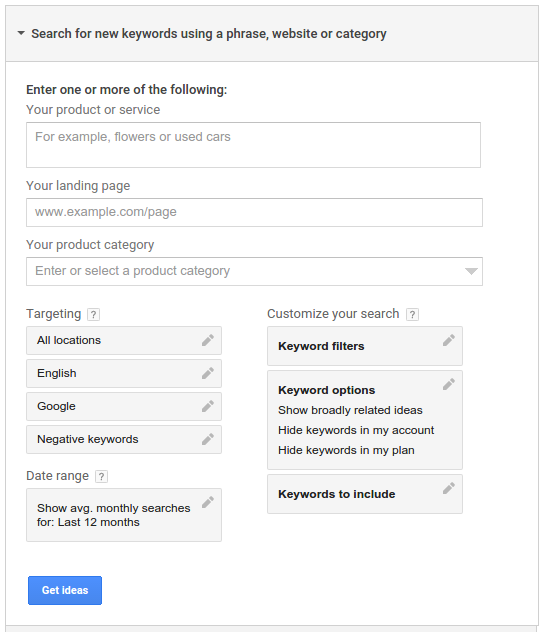 Search for new keywords using a phrase, website or category
Enter one or more of the following:
Your product or service
For example, flowers or used cars
Your landing page
www.example.com/page
Your product category
Enter or select a product category
Targeting ?
All locations
English
Google
Negative keywords
Date range ?
Show avg. monthly searches
for: Last 12 months
Customize your search ?
Keyword filters
Keyword options
Show broadly related ideas
Hide keywords in my account
Hide keywords in my plan
Keywords to include
Get ideas